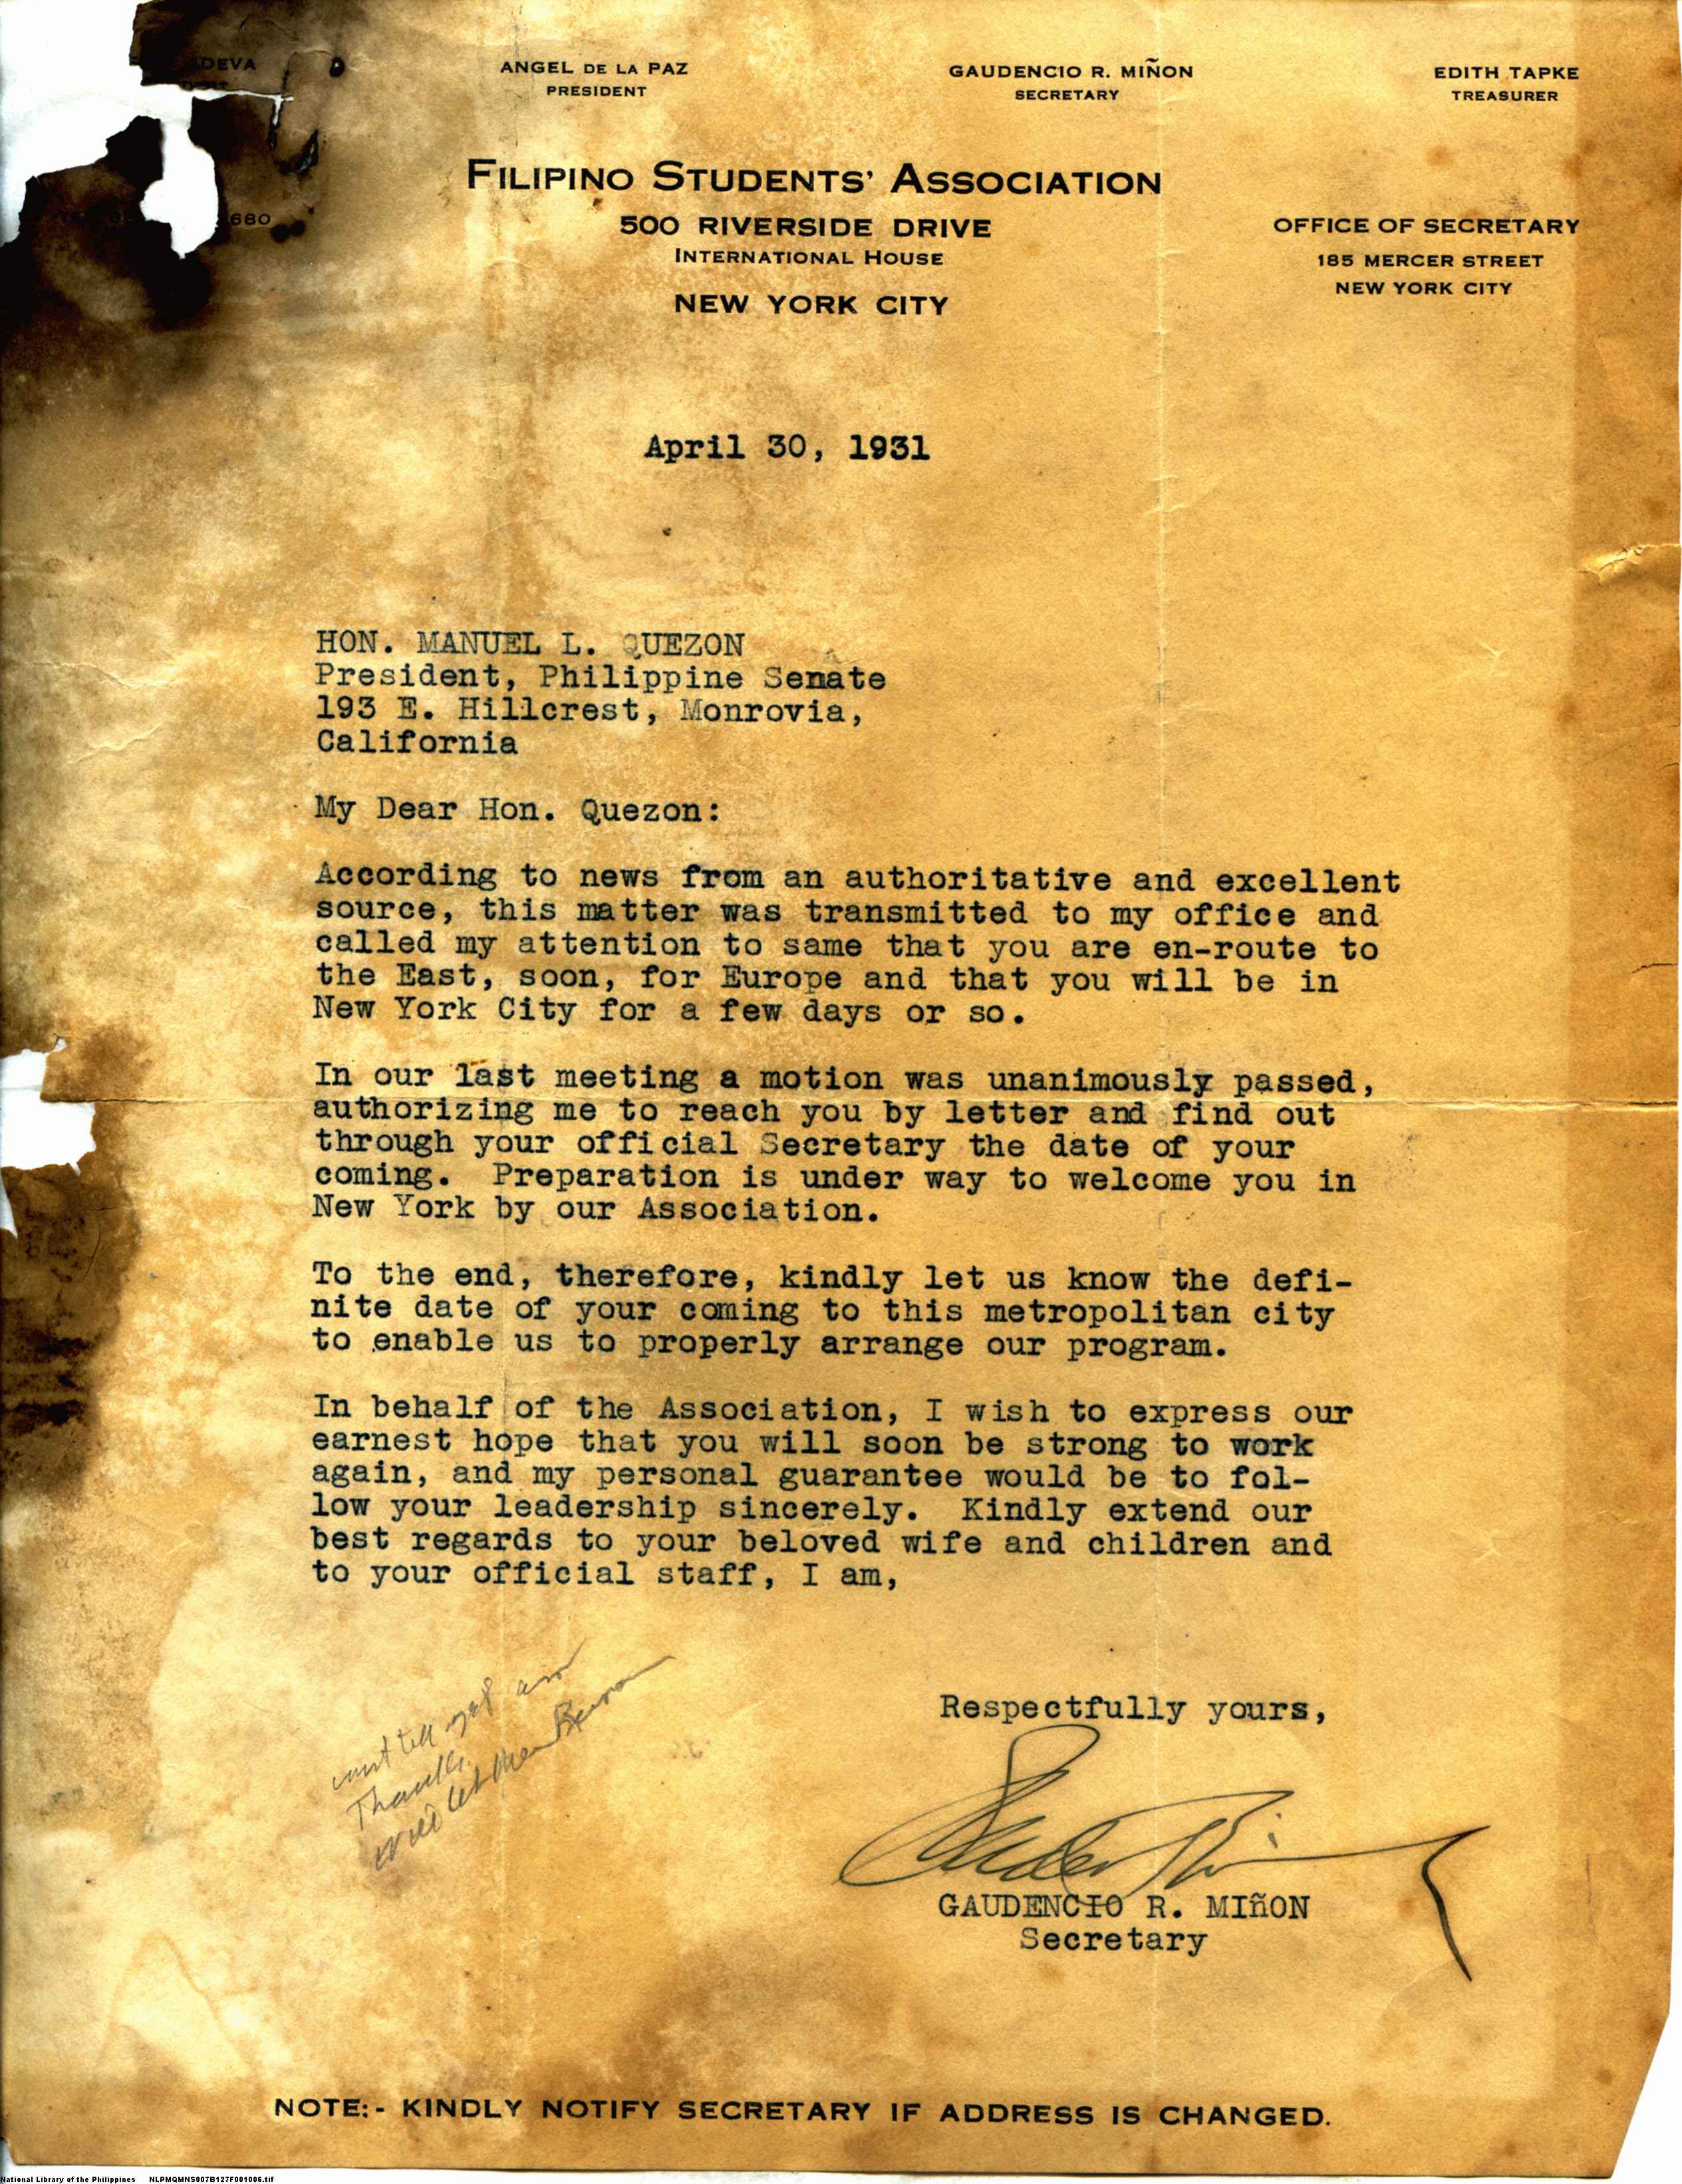 DEVA
ANGEL DE LA PAZ
PRESIDENT
GAUDENCIO R. MIÑON
SECRETARY
EDITH TAPKE
TREASURER
FILIPINO STUDENTS' ASSOCIATION
680
500 RIVERSIDE DRIVE
INTERNATIONAL HOUSE
NEW YORK CITY
OFFICE OF SECRETARY
185 MERCER STREET
NEW YORK CITY
April 30, 1931
HON. MANUEL L. QUEZON
President, Philippine Senate
193 E. Hillcrest, Monrovia,
California
My Dear Hon. Quezon:
According to news from an authoritative and excellent
source, this matter was transmitted to my office and
called my attention to same that you are en-route to
the East, soon, for Europe and that you will be in
New York City for a few days or so.
In our last meeting a motion was unanimously passed,
authorizing me to reach you by letter and find out
through your official Secretary the date of your
coming. Preparation is under way to welcome you in
New York by our Association.
To the end, therefore, kindly let us know the defi-
nite date of your coming to this metropolitan city
to enable us to properly arrange our program.
In behalf of the Association, I wish to express our
earnest hope that you will soon be strong to work
again, and my personal guarantee would be to fol-
low your leadership sincerely. Kindly extend our
best regards to your beloved wife and children and
to your official staff, I am,
tell
Thanks
will let them
Respectfully yours,
GAUDENCIO R. MIñON
Secretary
NOTE:- KINDLY NOTIFY SECRETARY IF ADDRESS IS CHANGED.
National Library of the Philippines NLPMQMNS007B127F001006.tif